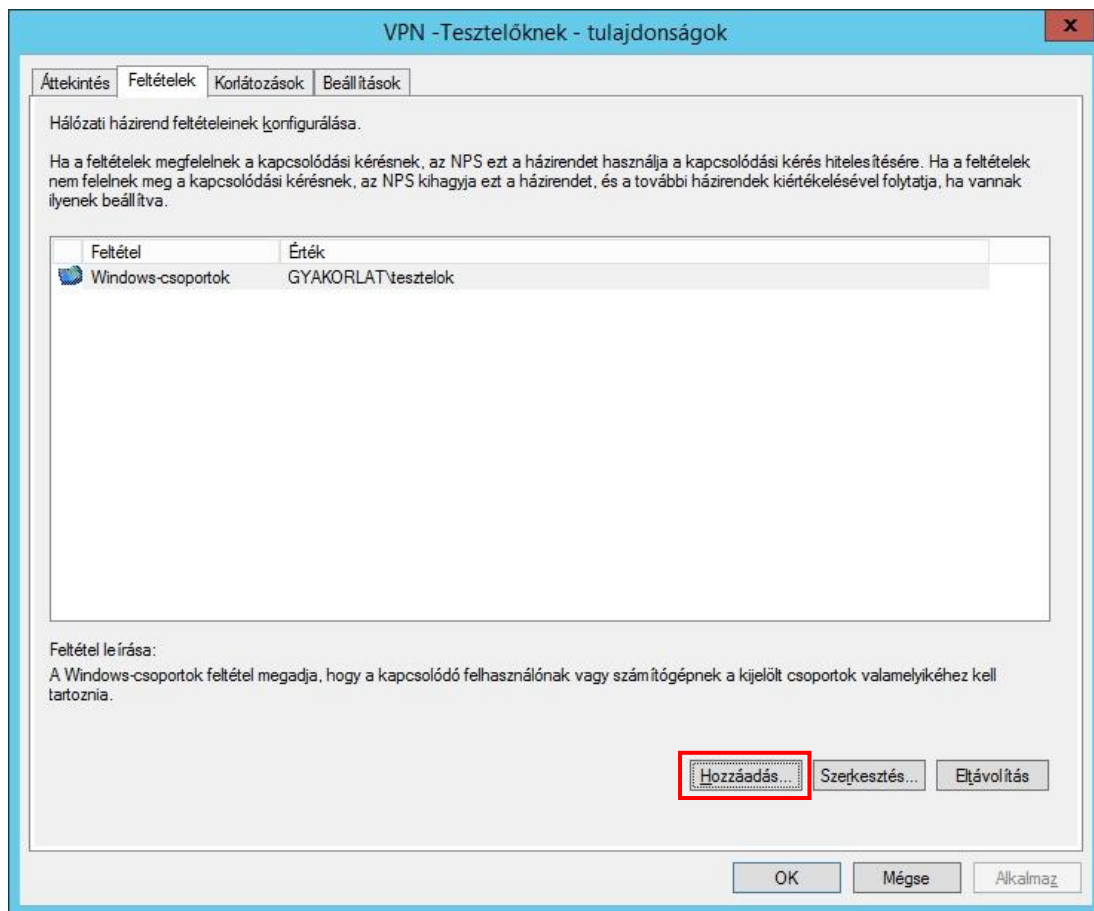 VPN -Tesztelőknek - tulajdonságok
x
Áttekintés Feltételek Korlátozások Beállítások
Hálózati házirend feltételeinek konfigurálása.
Ha a feltételek megfelelnek a kapcsolódási kérésnek, az NPS ezt a házirendet használja a kapcsolódási kérés hitelesítésére. Ha a feltételek
nem felelnek meg a kapcsolódási kérésnek, az NPS kihagyja ezt a házirendet, és a további házirendek kiértékelésével folytatja, ha vannak
ilyenek beállítva.
Feltétel Érték
Windows-csoportok GYAKORLAT\tesztelok
Feltétel leírása:
A Windows-csoportok feltétel megadja, hogy a kapcsolódó felhasználónak vagy számítógépnek a kijelölt csoportok valamelyikéhez kell
tartoznia.
Hozzáadás... Szerkesztés... Eltávolítás
OK Mégse Alkalmaz